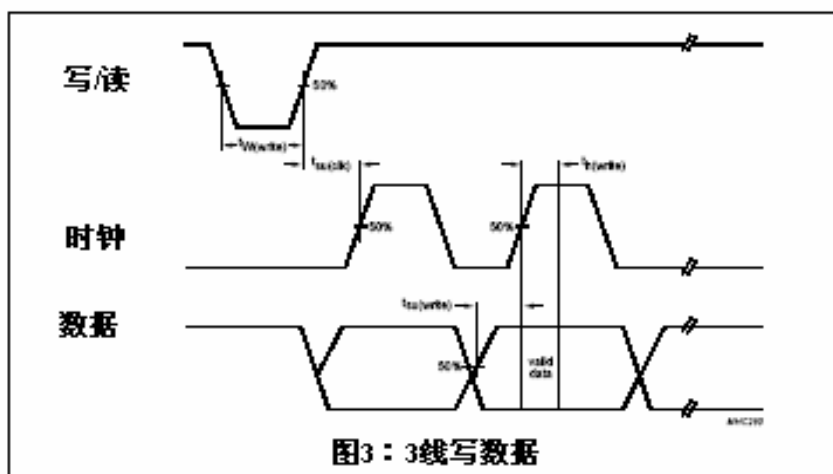 写/读
50%
tW(write)
tsu(clk)
th(write)
时钟
50%
50%
tsu(write)
数据
50%
valid
data
图3：3线写数据